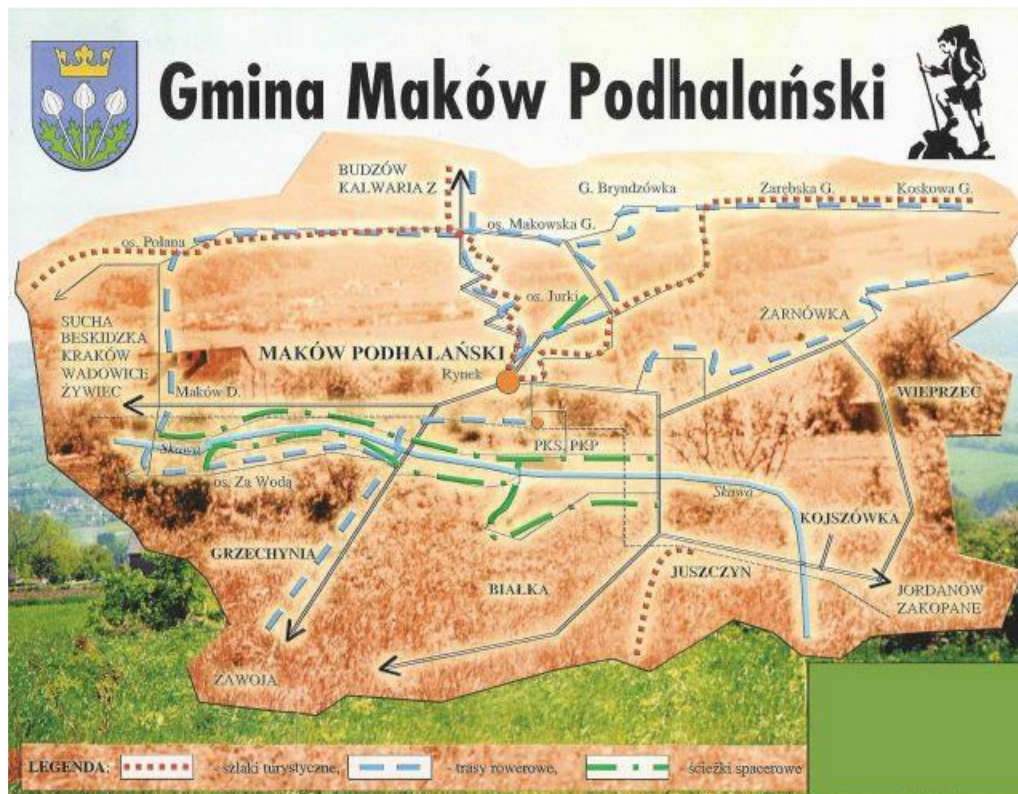 Gmina Maków Podhalański
BUDZÓW
KALWARIA Z
G. Bryndzówka
Zarębska G.
Koskowa G.
os. Makowska G.
os. Polana
os. Jurki
SUCHA
BESKIDZKA
KRAKÓW
WADOWICE
ŻYWIEC
ŻARNÓWKA
MAKÓW PODHALAŃSKI
Rynek
Maków D.
WIEPRZEC
Skawa
PKS, PKP
os. Za Wodą
Skawa
KOJSZÓWKA
GRZECHYNIA
BIAŁKA
JUSZCZYN
JORDANÓW
ZAKOPANE
ZAWOJA
LEGENDA: - szlaki turystyczne, - trasy rowerowe, - ścieżki spacerowe